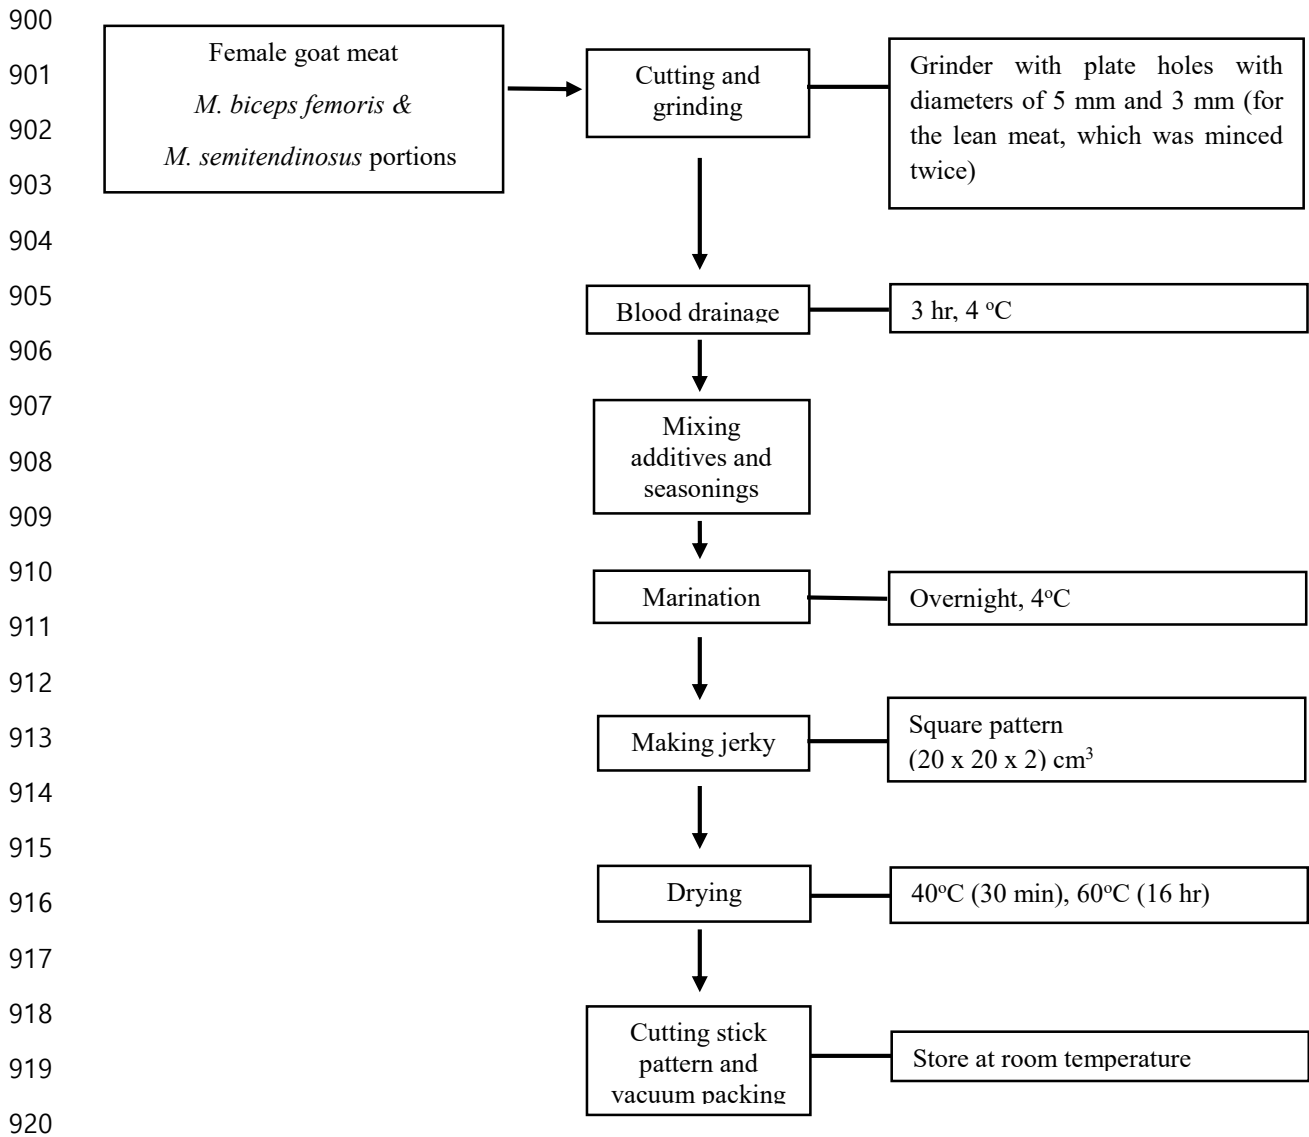 900
Female goat meat
901
Cutting and
grinding
Grinder with plate holes with
diameters of 5 mm and 3 mm (for
the lean meat, which was minced
twice)
M. biceps femoris &
902
M. semitendinosus portions
903
904
905
Blood drainage
3 hr, 4 °C
906
907
Mixing
additives and
seasonings
908
909
910
Marination
Overnight, 4°C
911
912
913
Making jerky
Square pattern
(20 x 20 x 2) cm³
914
915
916
Drying
40°C (30 min), 60°C (16 hr)
917
918
Cutting stick
pattern and
vacuum packing
919
Store at room temperature
920